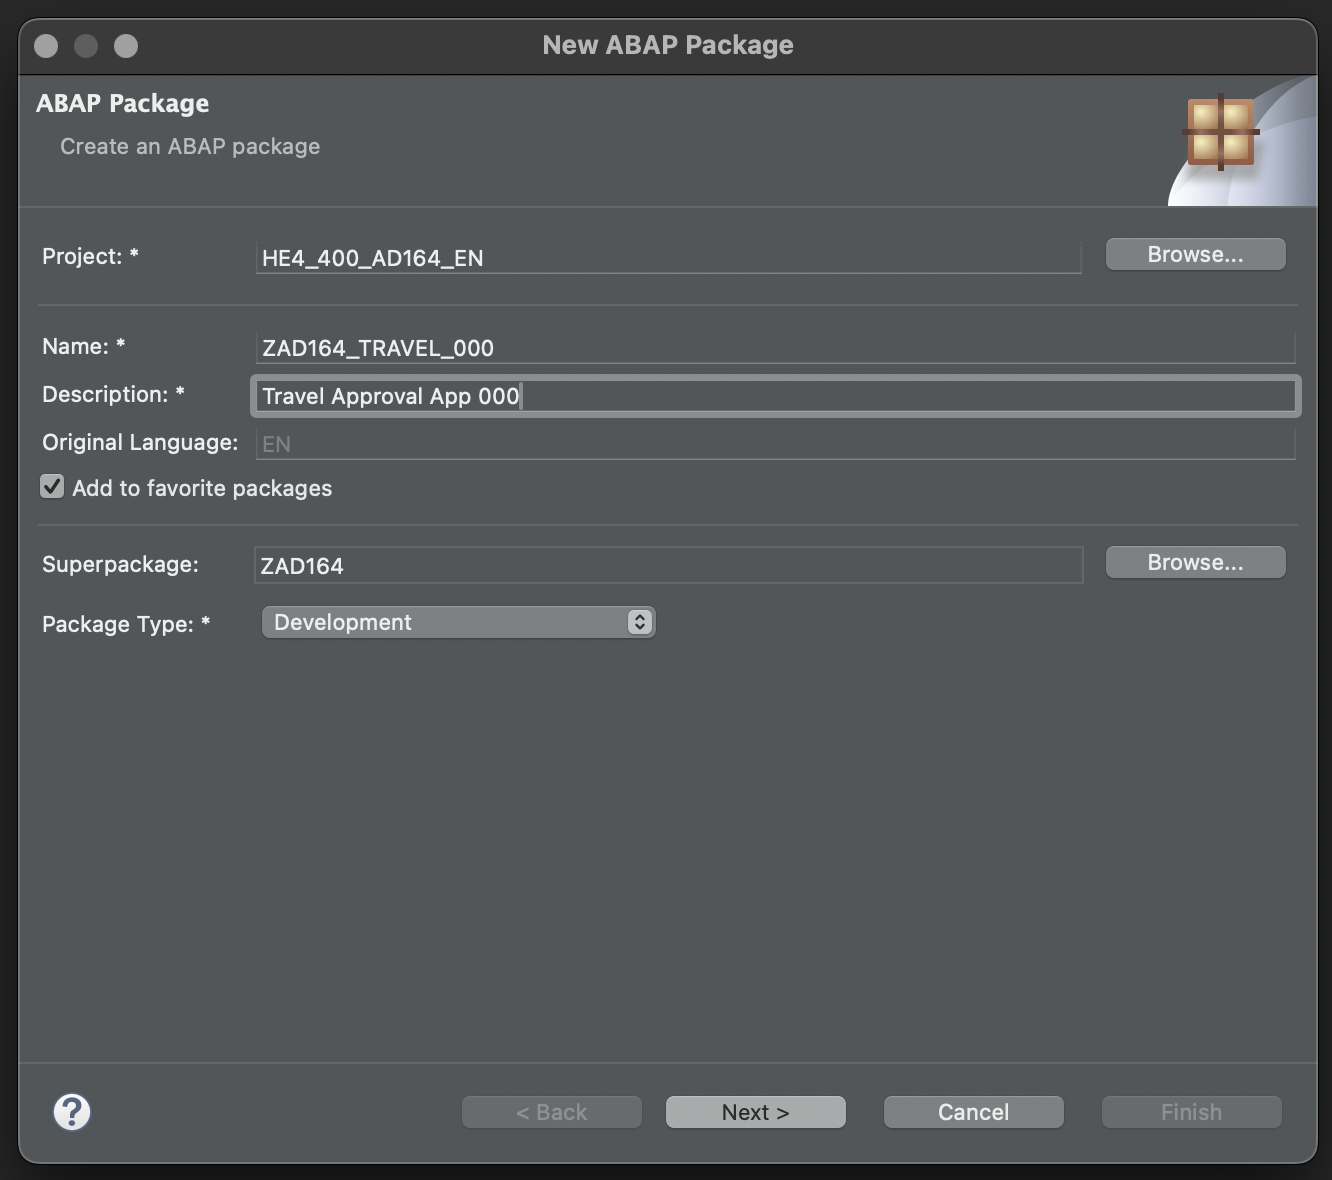 New ABAP Package
ABAP Package
Create an ABAP package
Project: * HE4_400_AD164_EN Browse...
Name: * ZAD164_TRAVEL_000
Description: * Travel Approval App 000
Original Language: EN
Add to favorite packages
Superpackage: ZAD164 Browse...
Package Type: * Development
? < Back Next > Cancel Finish